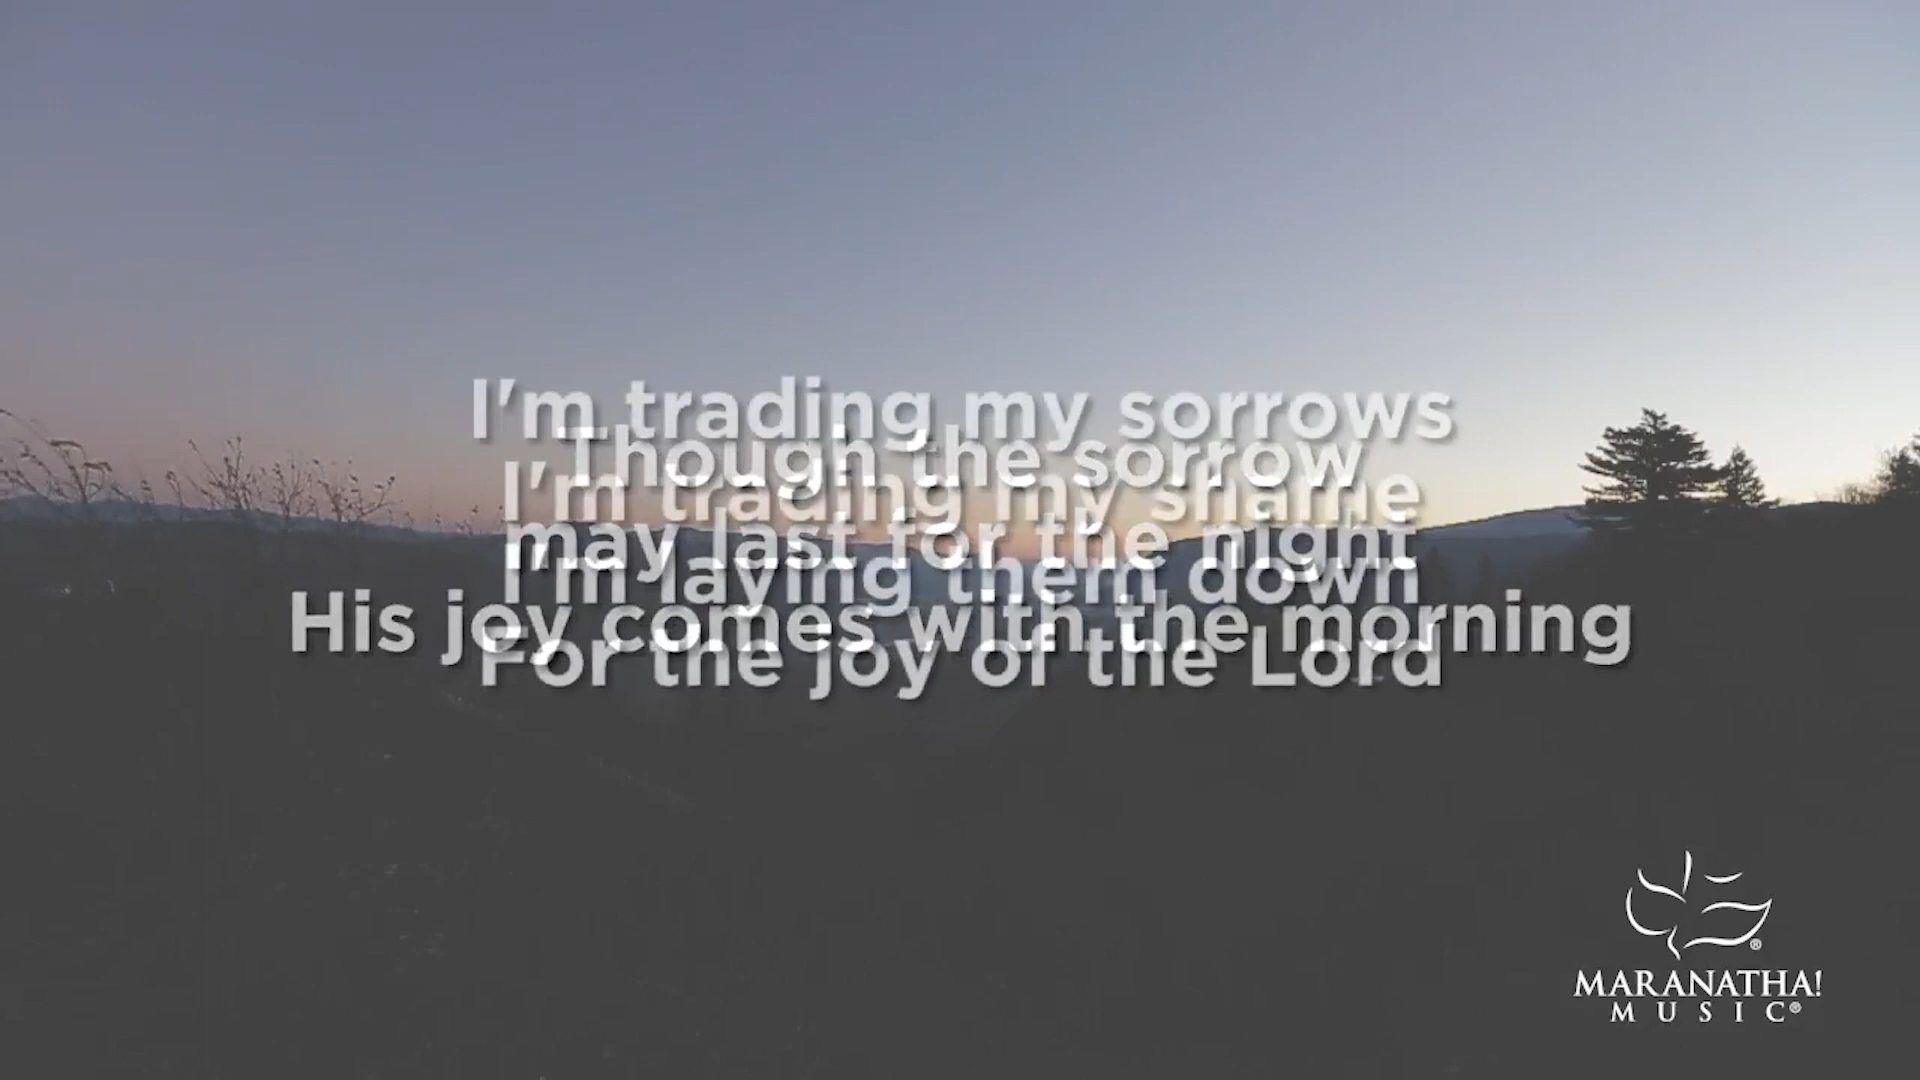 I'm trading my sorrows
Though the sorrow
I'm trading my shame
may last for the night
I'm laying them down
His joy comes with the morning
For the joy of the Lord
MARANATHA!
MUSIC®